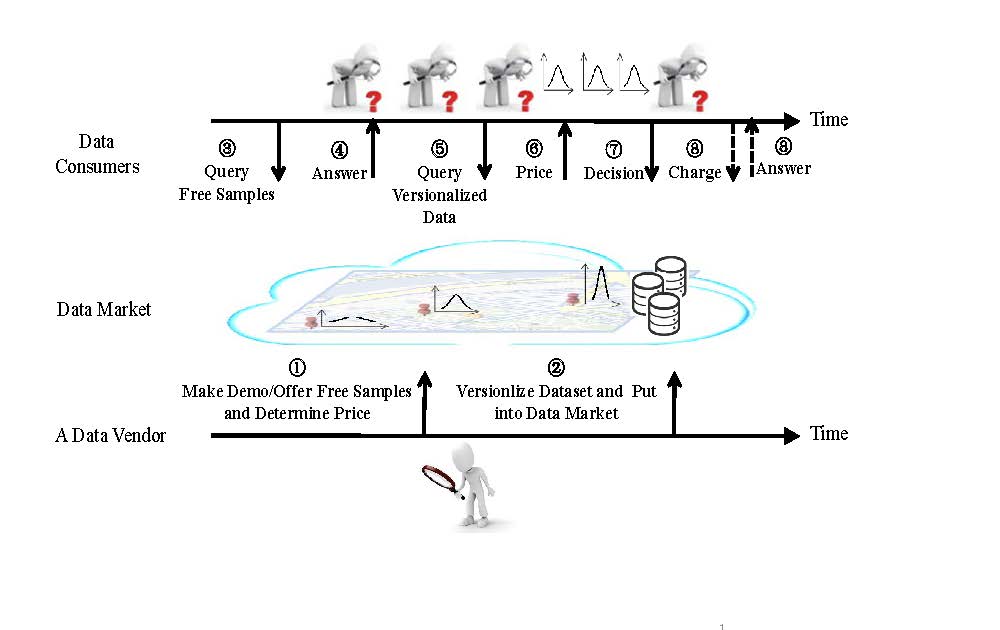 ? ? ? ?
Time
Data
Consumers
③
Query
Free Samples
④
Answer
⑤
Query
Versionalized
Data
⑥
Price
⑦
Decision
⑧
Charge
⑨
Answer
Data Market
①
Make Demo/Offer Free Samples
and Determine Price
②
Versionlize Dataset and Put
into Data Market
A Data Vendor
Time
1